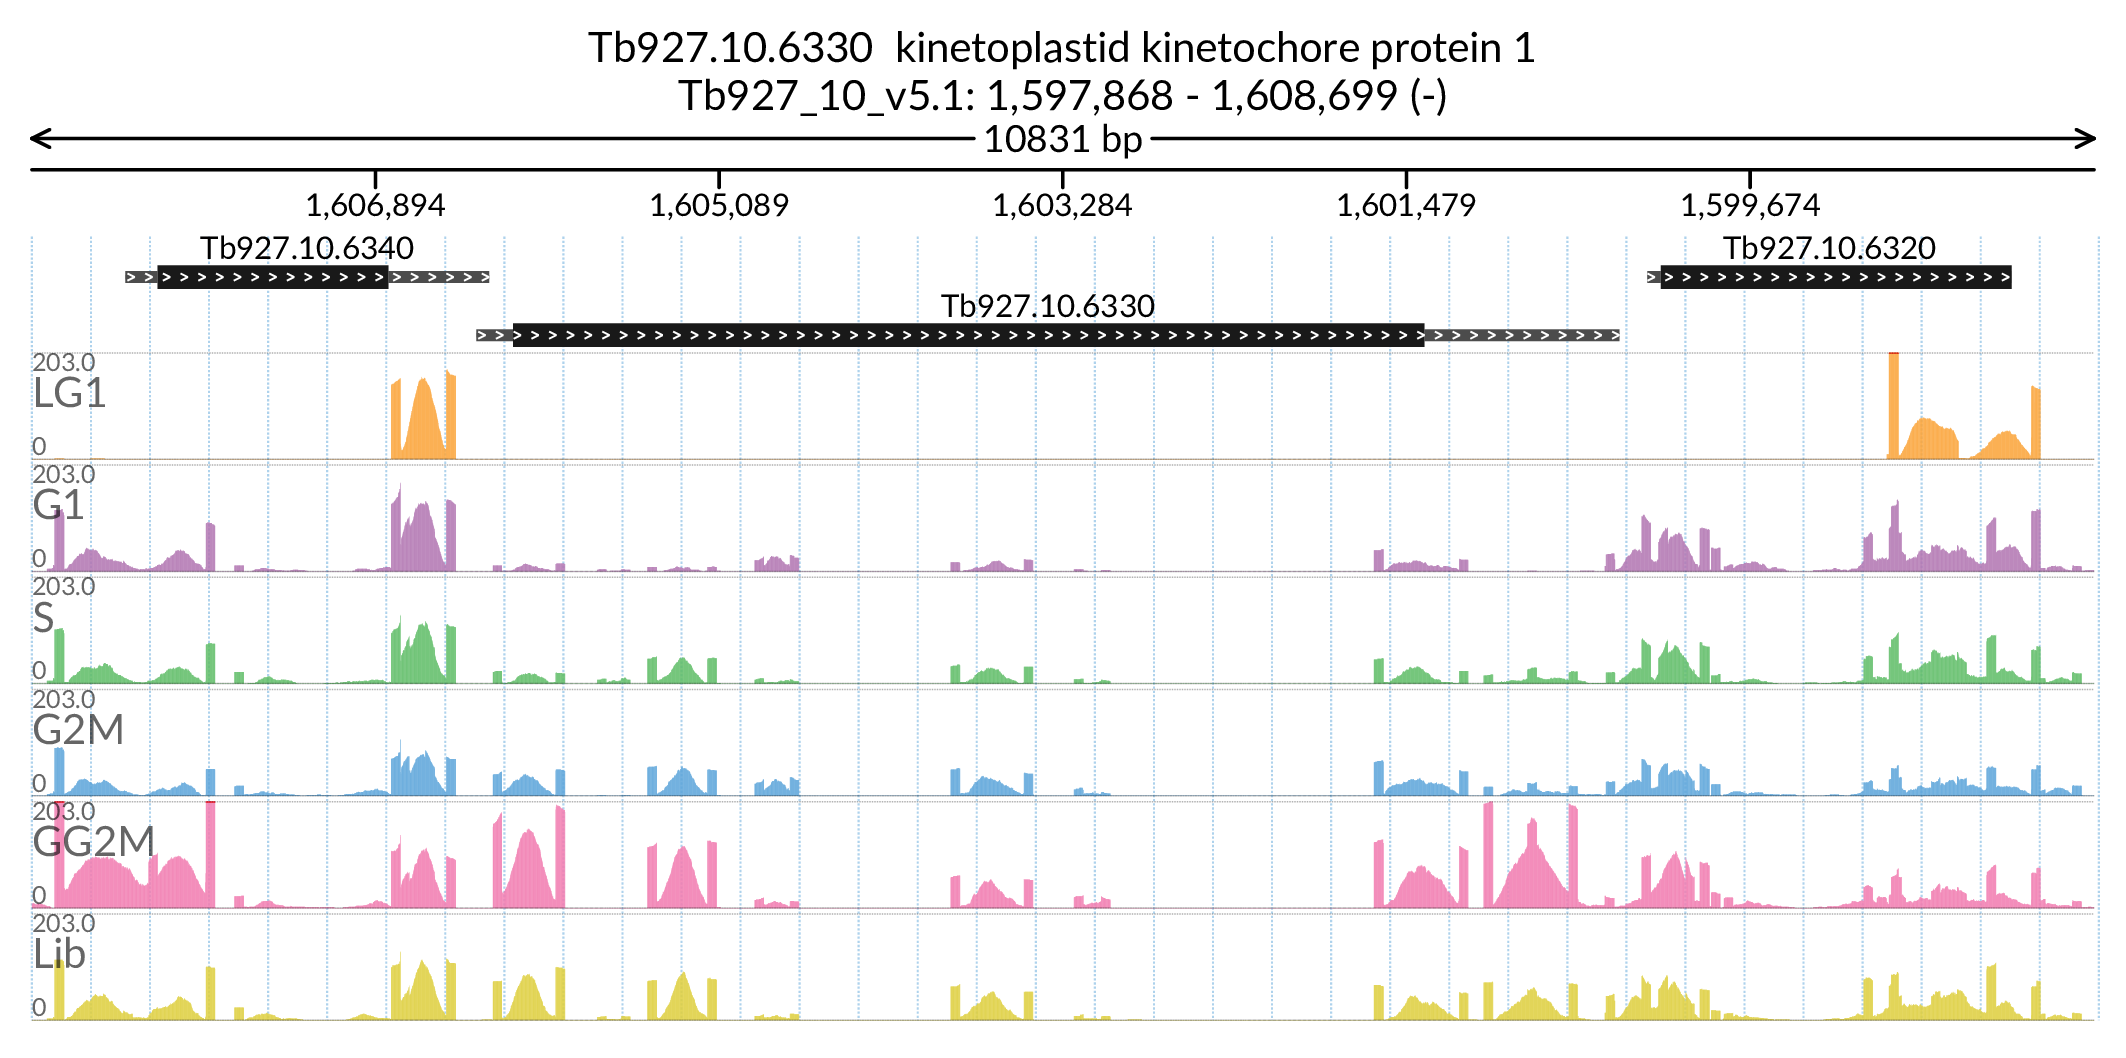 Tb927.10.6330  kinetoplastid kinetochore protein 1
Tb927_10_v5.1: 1,597,868 - 1,608,699 (-)
10831 bp
1,606,894 1,605,089 1,603,284 1,601,479 1,599,674
Tb927.10.6340 Tb927.10.6320
Tb927.10.6330
203.0
LG1
0
203.0
G1
0
203.0
S
0
203.0
G2M
0
203.0
GG2M
0
203.0
Lib
0